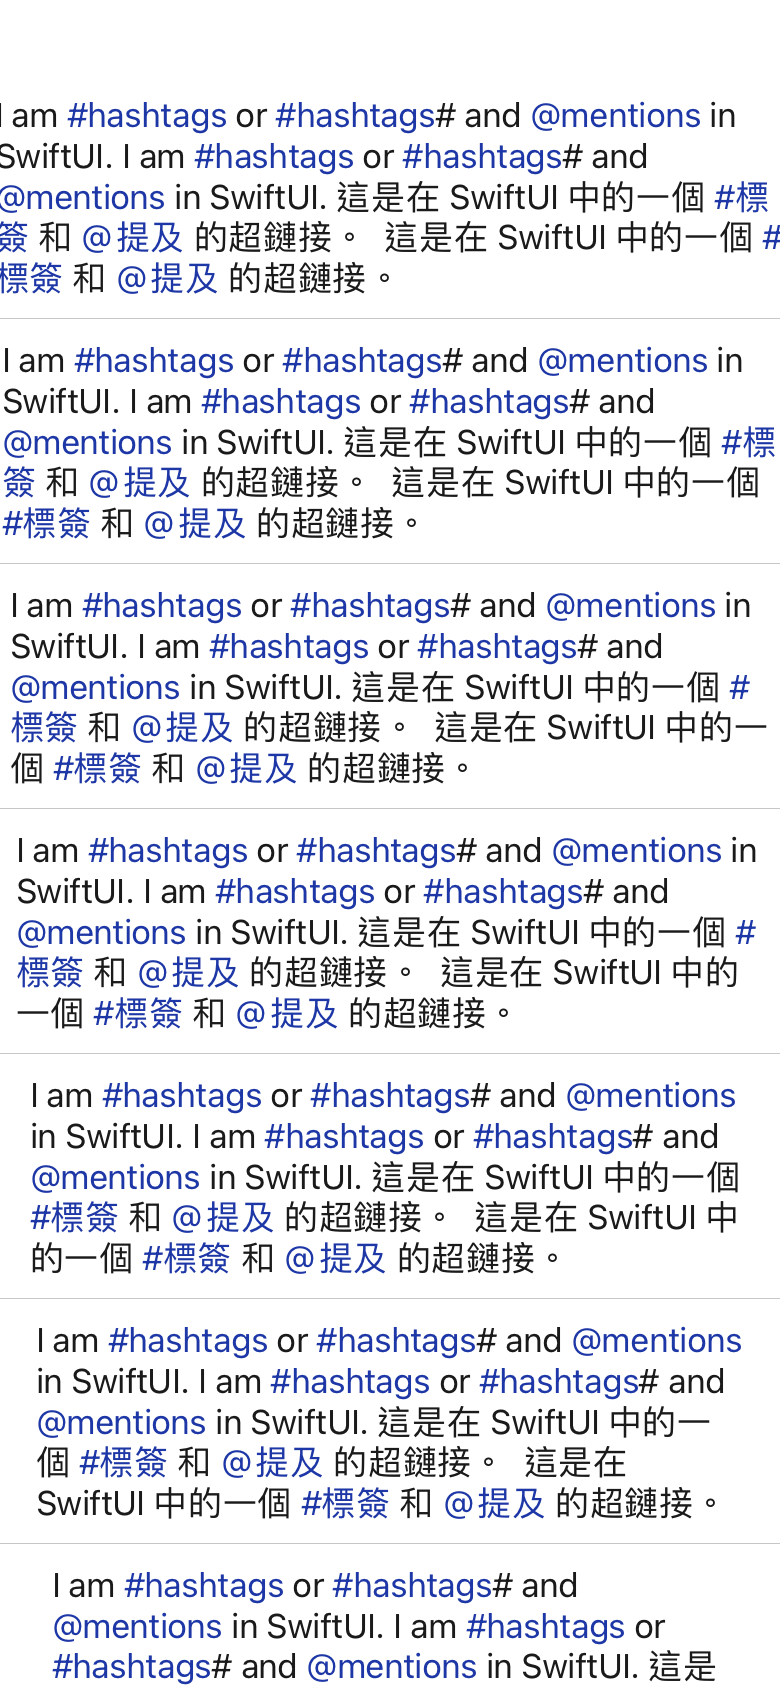 I am #hashtags or #hashtags# and @mentions in
SwiftUI. I am #hashtags or #hashtags# and
@mentions in SwiftUI. 這是在 SwiftUI 中的一個 #標
簽 和 @提及 的超鏈接。 這是在 SwiftUI 中的一個 #
標簽 和 @提及 的超鏈接。
I am #hashtags or #hashtags# and @mentions in
SwiftUI. I am #hashtags or #hashtags# and
@mentions in SwiftUI. 這是在 SwiftUI 中的一個 #標
簽 和 @提及 的超鏈接。 這是在 SwiftUI 中的一個
#標簽 和 @提及 的超鏈接。
I am #hashtags or #hashtags# and @mentions in
SwiftUI. I am #hashtags or #hashtags# and
@mentions in SwiftUI. 這是在 SwiftUI 中的一個 #
標簽 和 @提及 的超鏈接。 這是在 SwiftUI 中的一
個 #標簽 和 @提及 的超鏈接。
I am #hashtags or #hashtags# and @mentions in
SwiftUI. I am #hashtags or #hashtags# and
@mentions in SwiftUI. 這是在 SwiftUI 中的一個 #
標簽 和 @提及 的超鏈接。 這是在 SwiftUI 中的
一個 #標簽 和 @提及 的超鏈接。
I am #hashtags or #hashtags# and @mentions
in SwiftUI. I am #hashtags or #hashtags# and
@mentions in SwiftUI. 這是在 SwiftUI 中的一個
#標簽 和 @提及 的超鏈接。 這是在 SwiftUI 中
的一個 #標簽 和 @提及 的超鏈接。
I am #hashtags or #hashtags# and @mentions
in SwiftUI. I am #hashtags or #hashtags# and
@mentions in SwiftUI. 這是在 SwiftUI 中的一
個 #標簽 和 @提及 的超鏈接。 這是在
SwiftUI 中的一個 #標簽 和 @提及 的超鏈接。
I am #hashtags or #hashtags# and
@mentions in SwiftUI. I am #hashtags or
#hashtags# and @mentions in SwiftUI. 這是